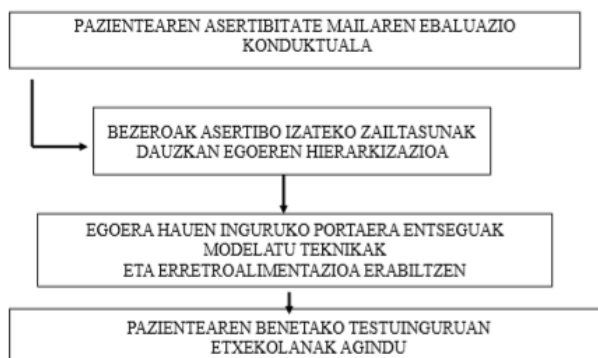 PAZIENTEAREN ASERTIBITATE MAILAREN EBALUAZIO
KONDUKTUALA
BEZEROAK ASERTIBO IZATEKO ZAILTASUNAK
DAUZKAN EGOEREN HIERARKIZAZIOA
EGOERA HAUEN INGURUKO PORTAERA ENTSEGUAK
MODELATU TEKNIKAK
ETA ERRETROALIMENTAZIOA ERABILTZEN
PAZIENTEAREN BENETAKO TESTUINGURUAN
ETXEKOLANAK AGINDU